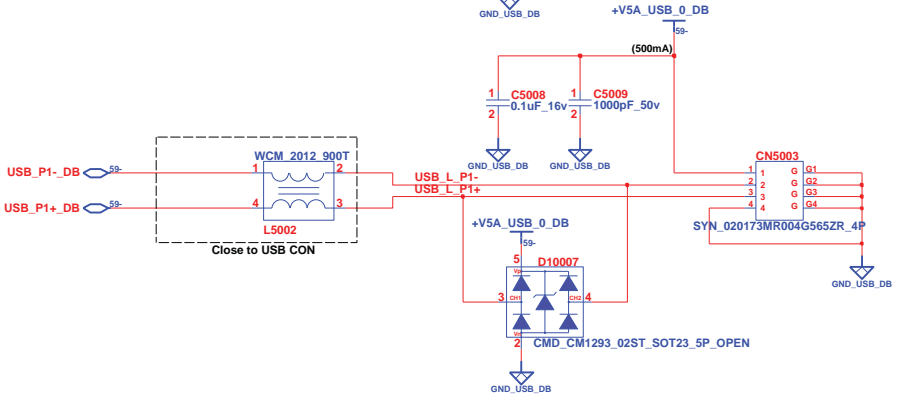 GND_USB_DB
+V5A_USB_0_DB
59-
(500mA)
1 C5008
0.1uF_16v
2
1 C5009
1000pF_50v
2
GND_USB_DB
GND_USB_DB
WCM_2012_900T
USB_P1-_DB 59- 1 2
USB_P1+_DB 59- 4 3
L5002
Close to USB CON
USB_L_P1-
USB_L_P1+
CN5003
1 1 G G1
2 2 G G2
3 3 G G3
4 4 G G4
SYN_020173MR004G565ZR_4P
GND_USB_DB
+V5A_USB_0_DB
59-
5 D10007
Vp
3 CH1 CH2 4
2
CMD_CM1293_02ST_SOT23_5P_OPEN
GND_USB_DB